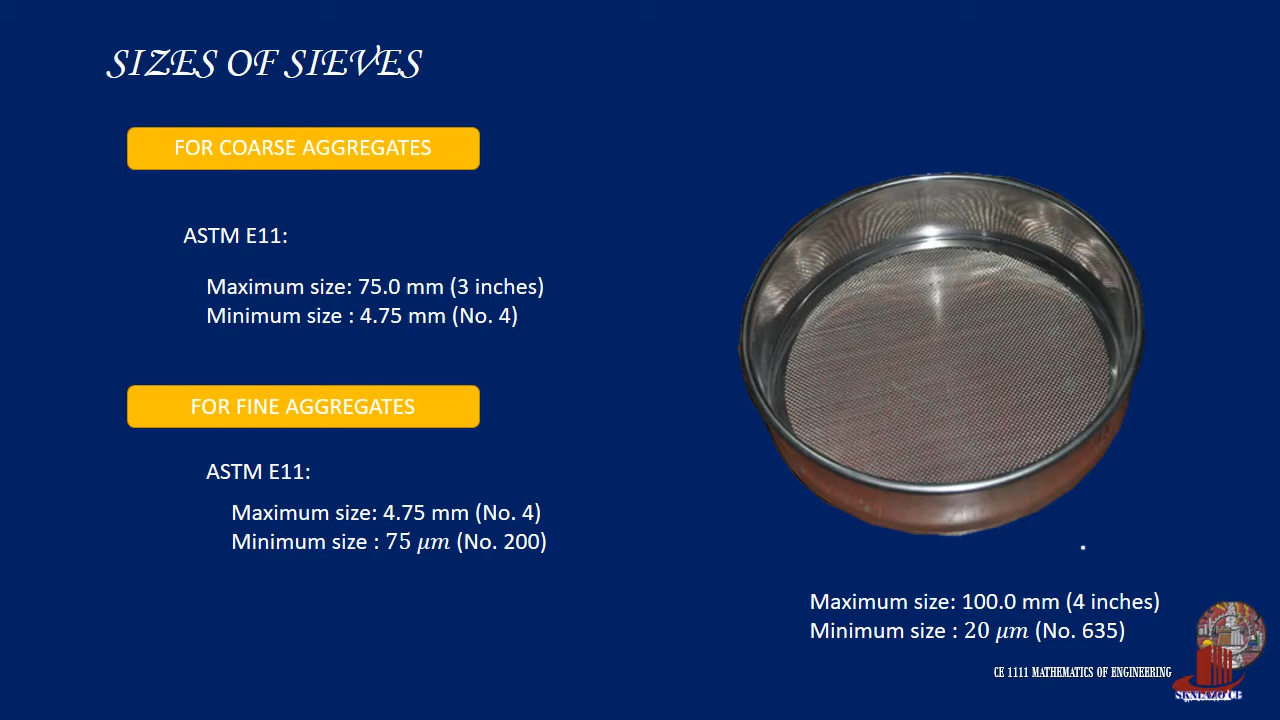 SIZES OF SIEVES
FOR COARSE AGGREGATES
ASTM E11:
Maximum size: 75.0 mm (3 inches)
Minimum size : 4.75 mm (No. 4)
FOR FINE AGGREGATES
ASTM E11:
Maximum size: 4.75 mm (No. 4)
Minimum size : 75 μm (No. 200)
Maximum size: 100.0 mm (4 inches)
Minimum size : 20 μm (No. 635)
CE 1111 MATHEMATICS OF ENGINEERING